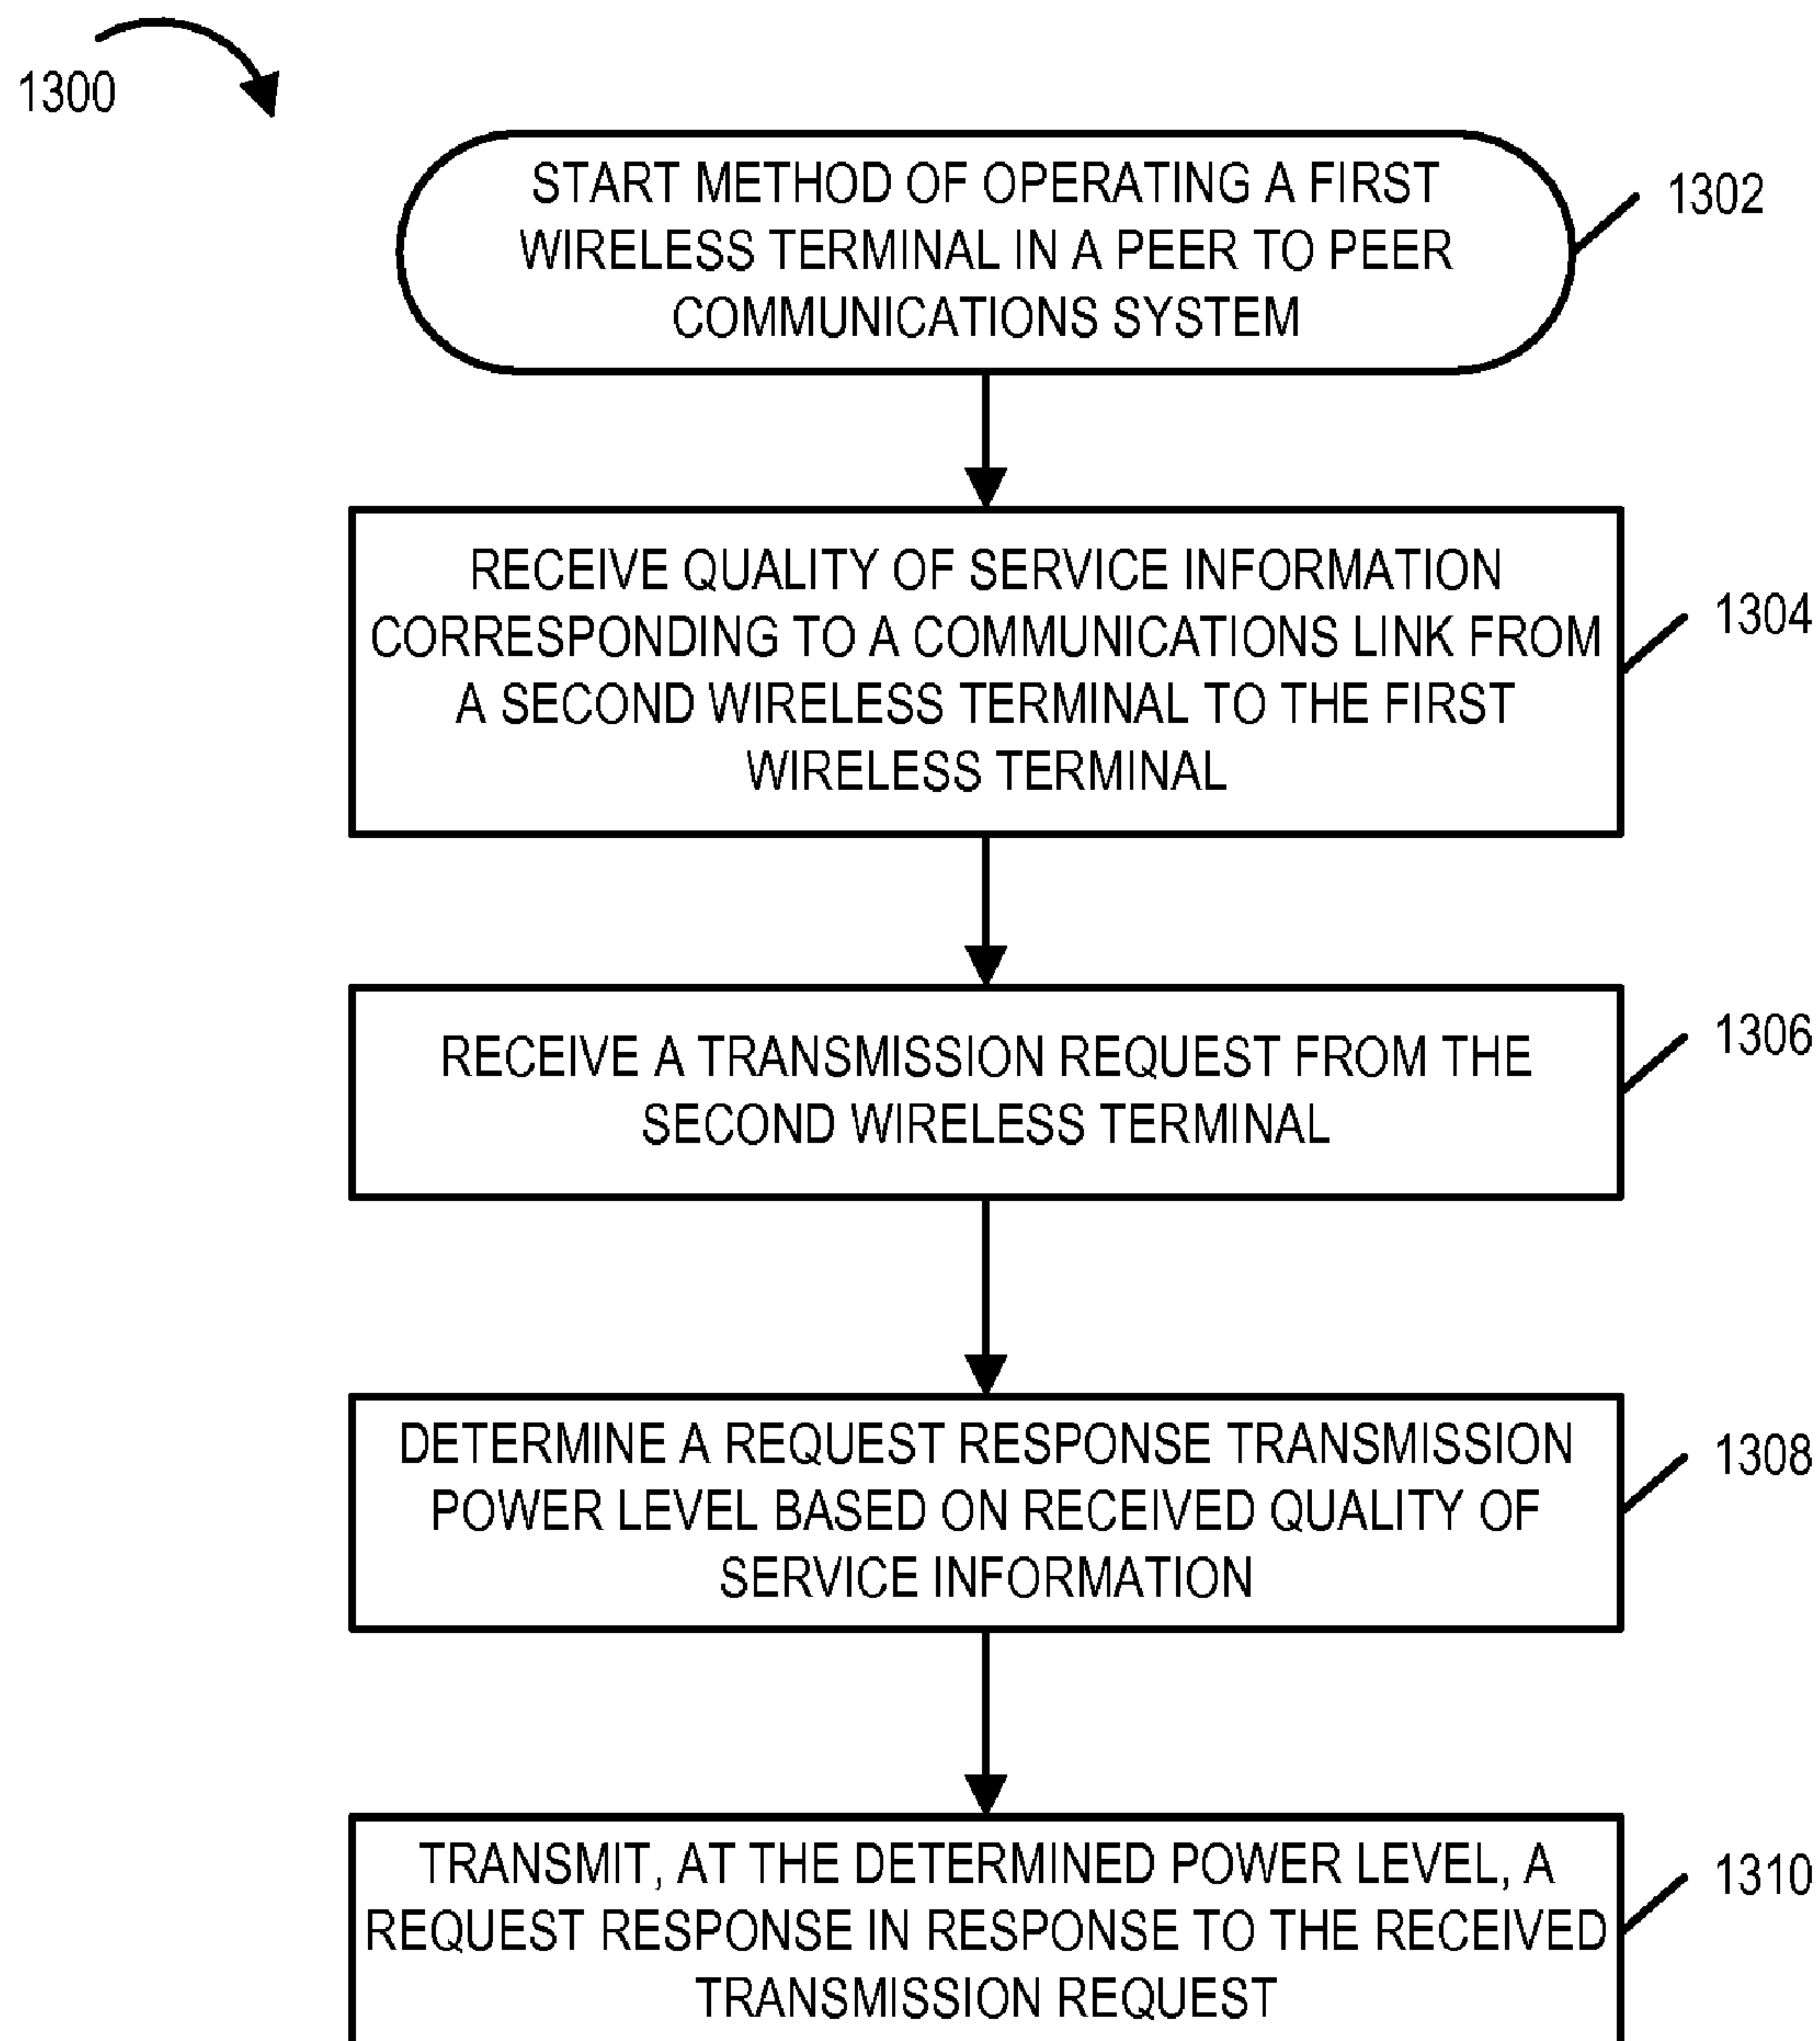 1300
START METHOD OF OPERATING A FIRST
WIRELESS TERMINAL IN A PEER TO PEER
COMMUNICATIONS SYSTEM
1302
RECEIVE QUALITY OF SERVICE INFORMATION
CORRESPONDING TO A COMMUNICATIONS LINK FROM
A SECOND WIRELESS TERMINAL TO THE FIRST
WIRELESS TERMINAL
1304
RECEIVE A TRANSMISSION REQUEST FROM THE
SECOND WIRELESS TERMINAL
1306
DETERMINE A REQUEST RESPONSE TRANSMISSION
POWER LEVEL BASED ON RECEIVED QUALITY OF
SERVICE INFORMATION
1308
TRANSMIT, AT THE DETERMINED POWER LEVEL, A
REQUEST RESPONSE IN RESPONSE TO THE RECEIVED
TRANSMISSION REQUEST
1310